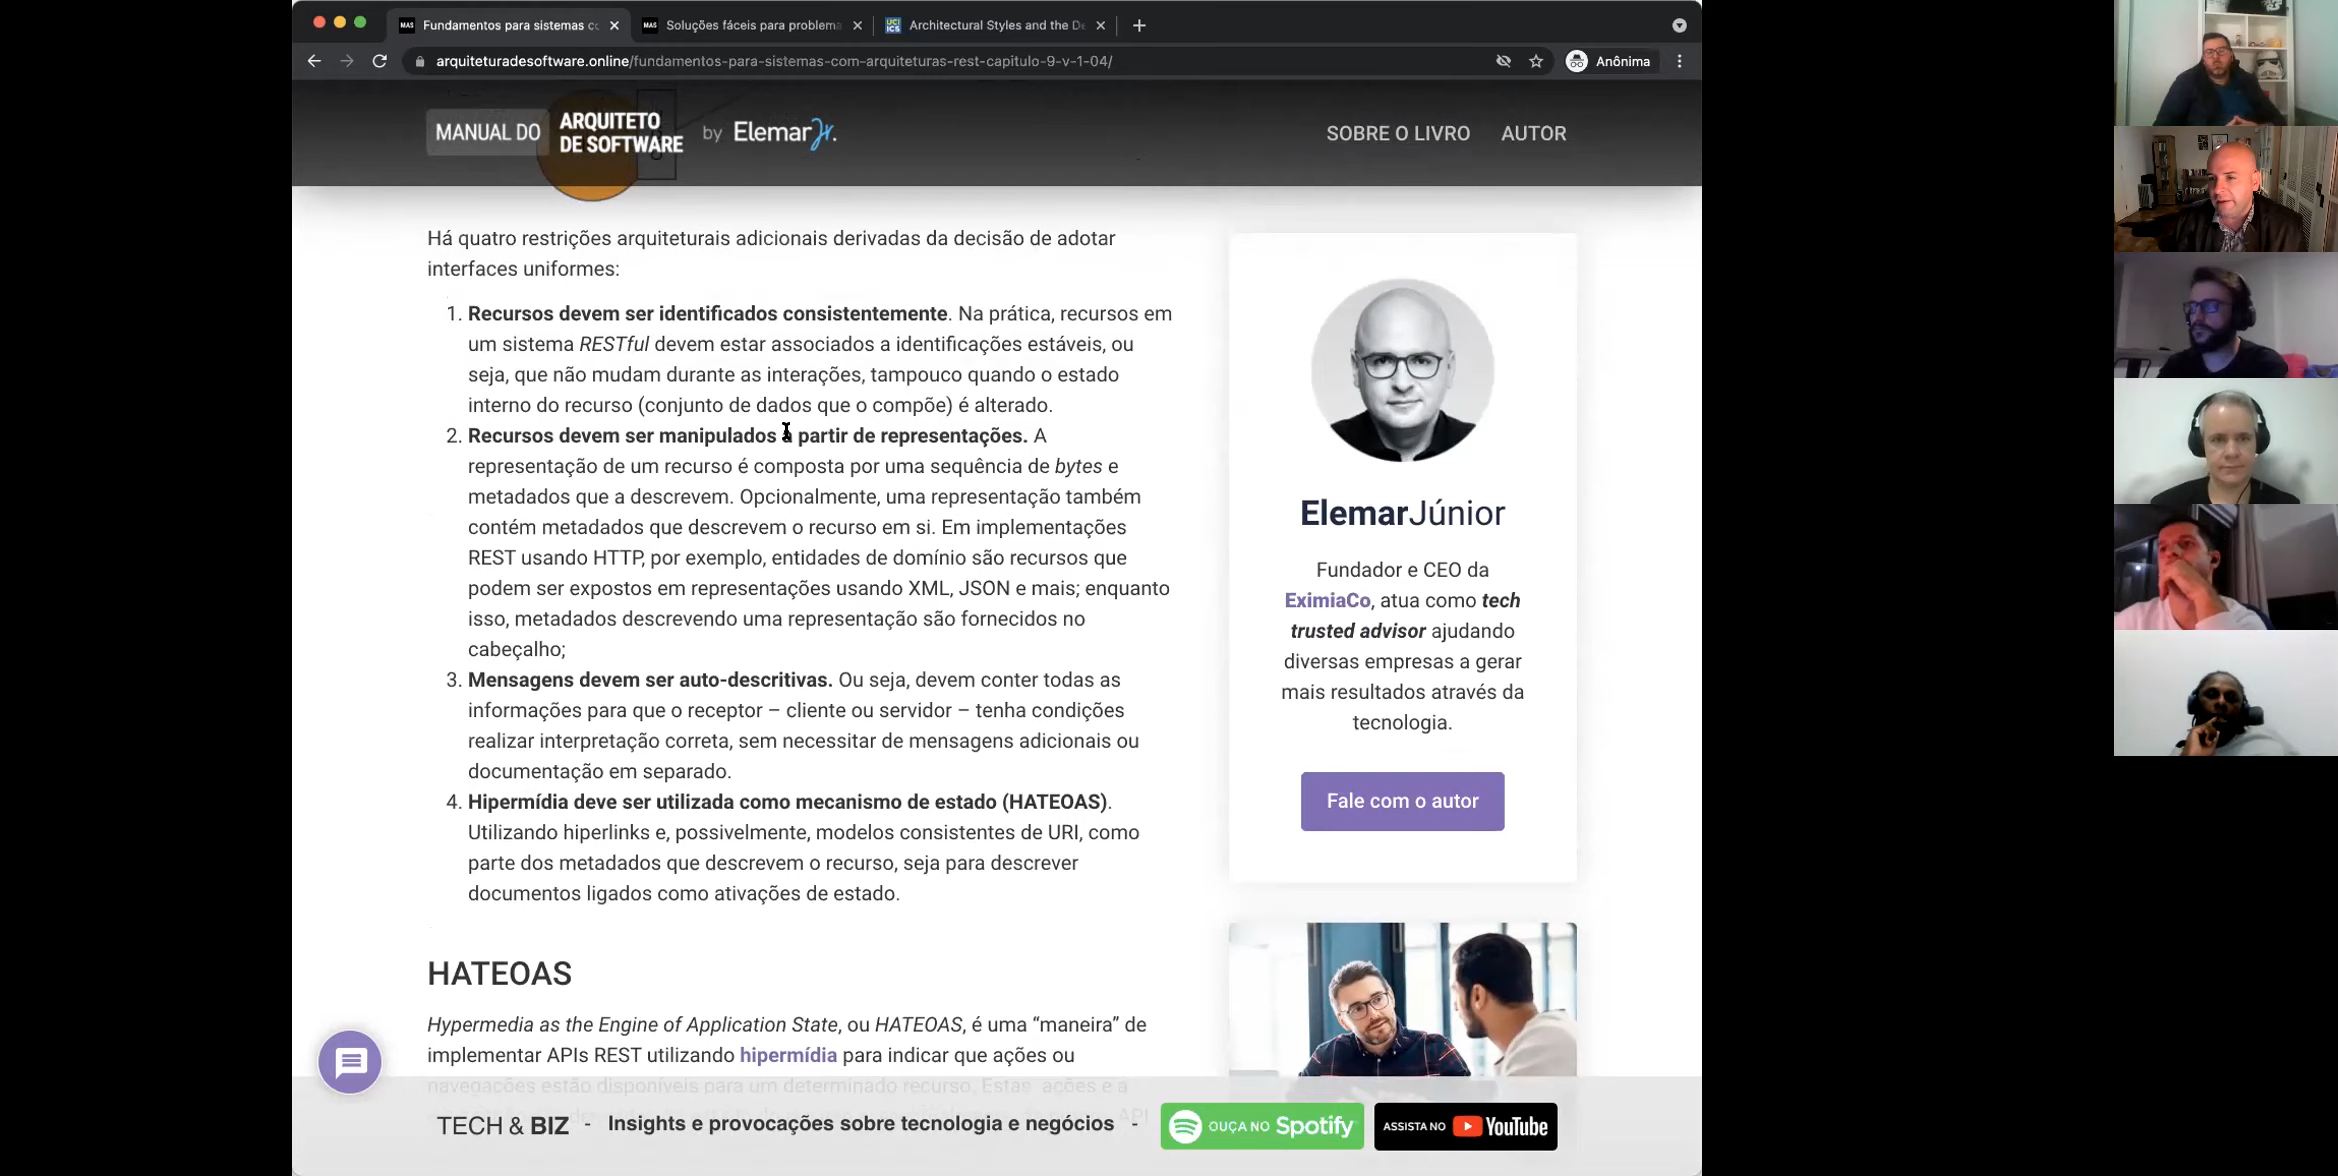 Fundamentos para sistemas co
Soluções fáceis para problema
Architectural Styles and the De
arquiteturadesoftware.online/fundamentos-para-sistemas-com-arquiteturas-rest-capitulo-9-v-1-04/
Anônima
MANUAL DO ARQUITETO DE SOFTWARE by Elemar Jr.
SOBRE O LIVRO AUTOR
Há quatro restrições arquiteturais adicionais derivadas da decisão de adotar
interfaces uniformes:
1. Recursos devem ser identificados consistentemente. Na prática, recursos em
um sistema RESTful devem estar associados a identificações estáveis, ou
seja, que não mudam durante as interações, tampouco quando o estado
interno do recurso (conjunto de dados que o compõe) é alterado.
2. Recursos devem ser manipulados a partir de representações. A
representação de um recurso é composta por uma sequência de bytes e
metadados que a descrevem. Opcionalmente, uma representação também
contém metadados que descrevem o recurso em si. Em implementações
REST usando HTTP, por exemplo, entidades de domínio são recursos que
podem ser expostos em representações usando XML, JSON e mais; enquanto
isso, metadados descrevendo uma representação são fornecidos no
cabeçalho;
3. Mensagens devem ser auto-descritivas. Ou seja, devem conter todas as
informações para que o receptor – cliente ou servidor – tenha condições
realizar interpretação correta, sem necessitar de mensagens adicionais ou
documentação em separado.
4. Hipermídia deve ser utilizada como mecanismo de estado (HATEOAS).
Utilizando hiperlinks e, possivelmente, modelos consistentes de URI, como
parte dos metadados que descrevem o recurso, seja para descrever
documentos ligados como ativações de estado.
HATEOAS
Hypermedia as the Engine of Application State, ou HATEOAS, é uma “maneira” de
implementar APIs REST utilizando hipermídia para indicar que ações ou
navegações estão disponíveis para um determinado recurso. Estas ações e a
ElemarJúnior
Fundador e CEO da
EximiaCo, atua como tech
trusted advisor ajudando
diversas empresas a gerar
mais resultados através da
tecnologia.
Fale com o autor
TECH & BIZ - Insights e provocações sobre tecnologia e negócios -
OUÇA NO Spotify
ASSISTA NO YouTube